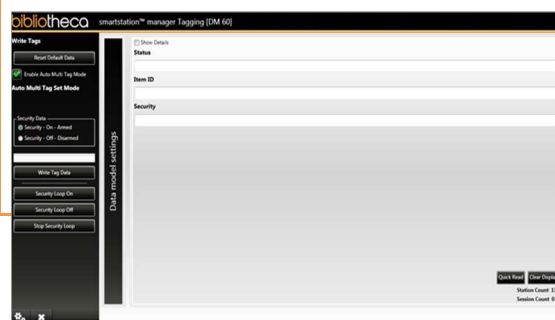 bibliotheca
smartstation™ manager Tagging [DM 60]
Write Tags
Reset Default Data
Enable Auto Multi Tag Mode
Auto Multi Tag Set Mode
Security Data
Security - On - Armed
Security - Off - Disarmed
Write Tag Data
Security Loop On
Security Loop Off
Stop Security Loop
Data model settings
Show Details
Status
Item ID
Security
Quick Read
Clear Display
Station Count
Session Count